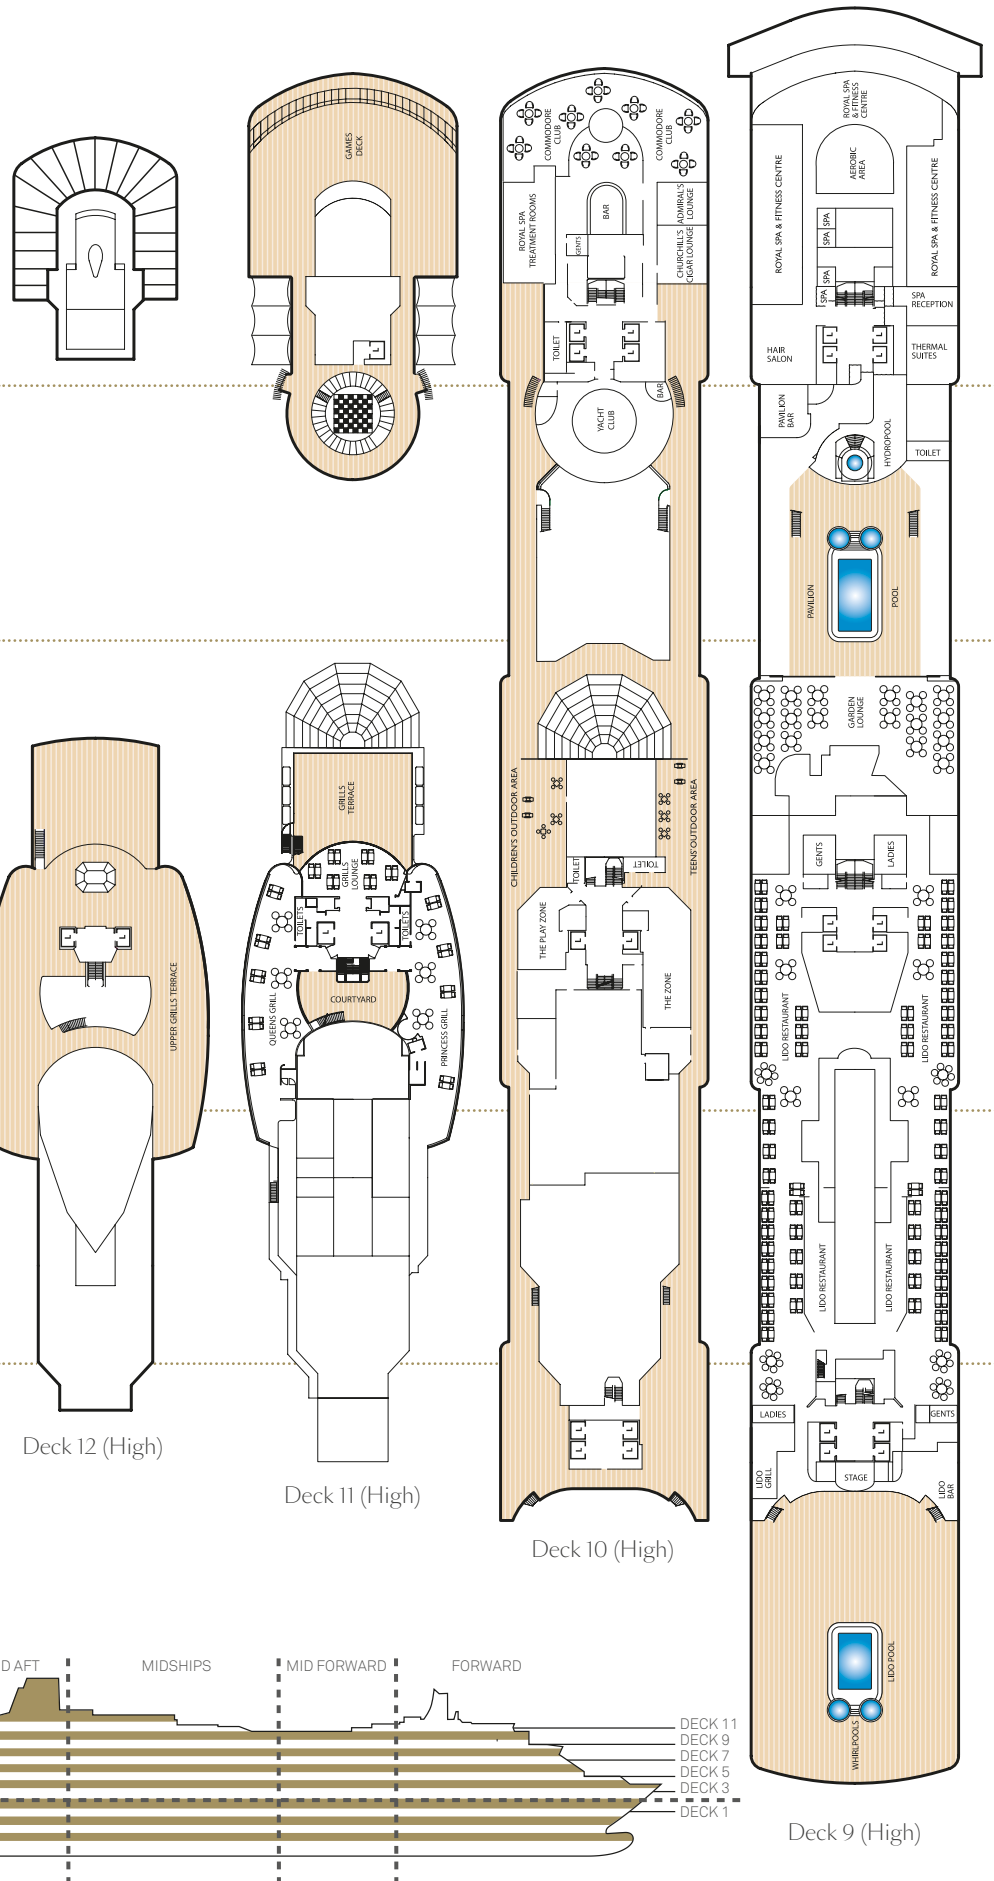 GAMES
DECK
L
GRILLS
TERRACE
GRILLS
LOUNGE
TOILETS
TOILETS
L
L
QUEENS GRILL
COURTYARD
PRINCESS GRILL
Deck 11 (High)
L
L
UPPER GRILLS TERRACE
Deck 12 (High)
COMMODORE
CLUB
COMMODORE
CLUB
ROYAL SPA
TREATMENT ROOMS
BAR
GENTS
ADMIRAL'S
LOUNGE
CHURCHILL'S
CIGAR LOUNGE
TOILET
L
L
L
L
BAR
YACHT
CLUB
CHILDREN'S OUTDOOR AREA
TEENS' OUTDOOR AREA
TOILET
TOILET
THE PLAY ZONE
L
L
THE ZONE
L
L
L
L
Deck 10 (High)
ROYAL SPA
& FITNESS
CENTRE
ROYAL SPA & FITNESS CENTRE
AEROBIC
AREA
ROYAL SPA & FITNESS CENTRE
SPA
SPA
SPA
SPA
SPA
RECEPTION
HAIR
SALON
L
L
L
L
THERMAL
SUITES
PAVILION
BAR
HYDROPOOL
TOILET
PAVILION
POOL
GARDEN
LOUNGE
GENTS
LADIES
L
L
L
L
LIDO RESTAURANT
LIDO RESTAURANT
LIDO RESTAURANT
LIDO RESTAURANT
LADIES
GENTS
L
L
L
L
LIDO
GRILL
STAGE
LIDO
BAR
LIDO POOL
WHIRLPOOLS
Deck 9 (High)
D AFT
MIDSHIPS
MID FORWARD
FORWARD
DECK 11
DECK 9
DECK 7
DECK 5
DECK 3
DECK 1